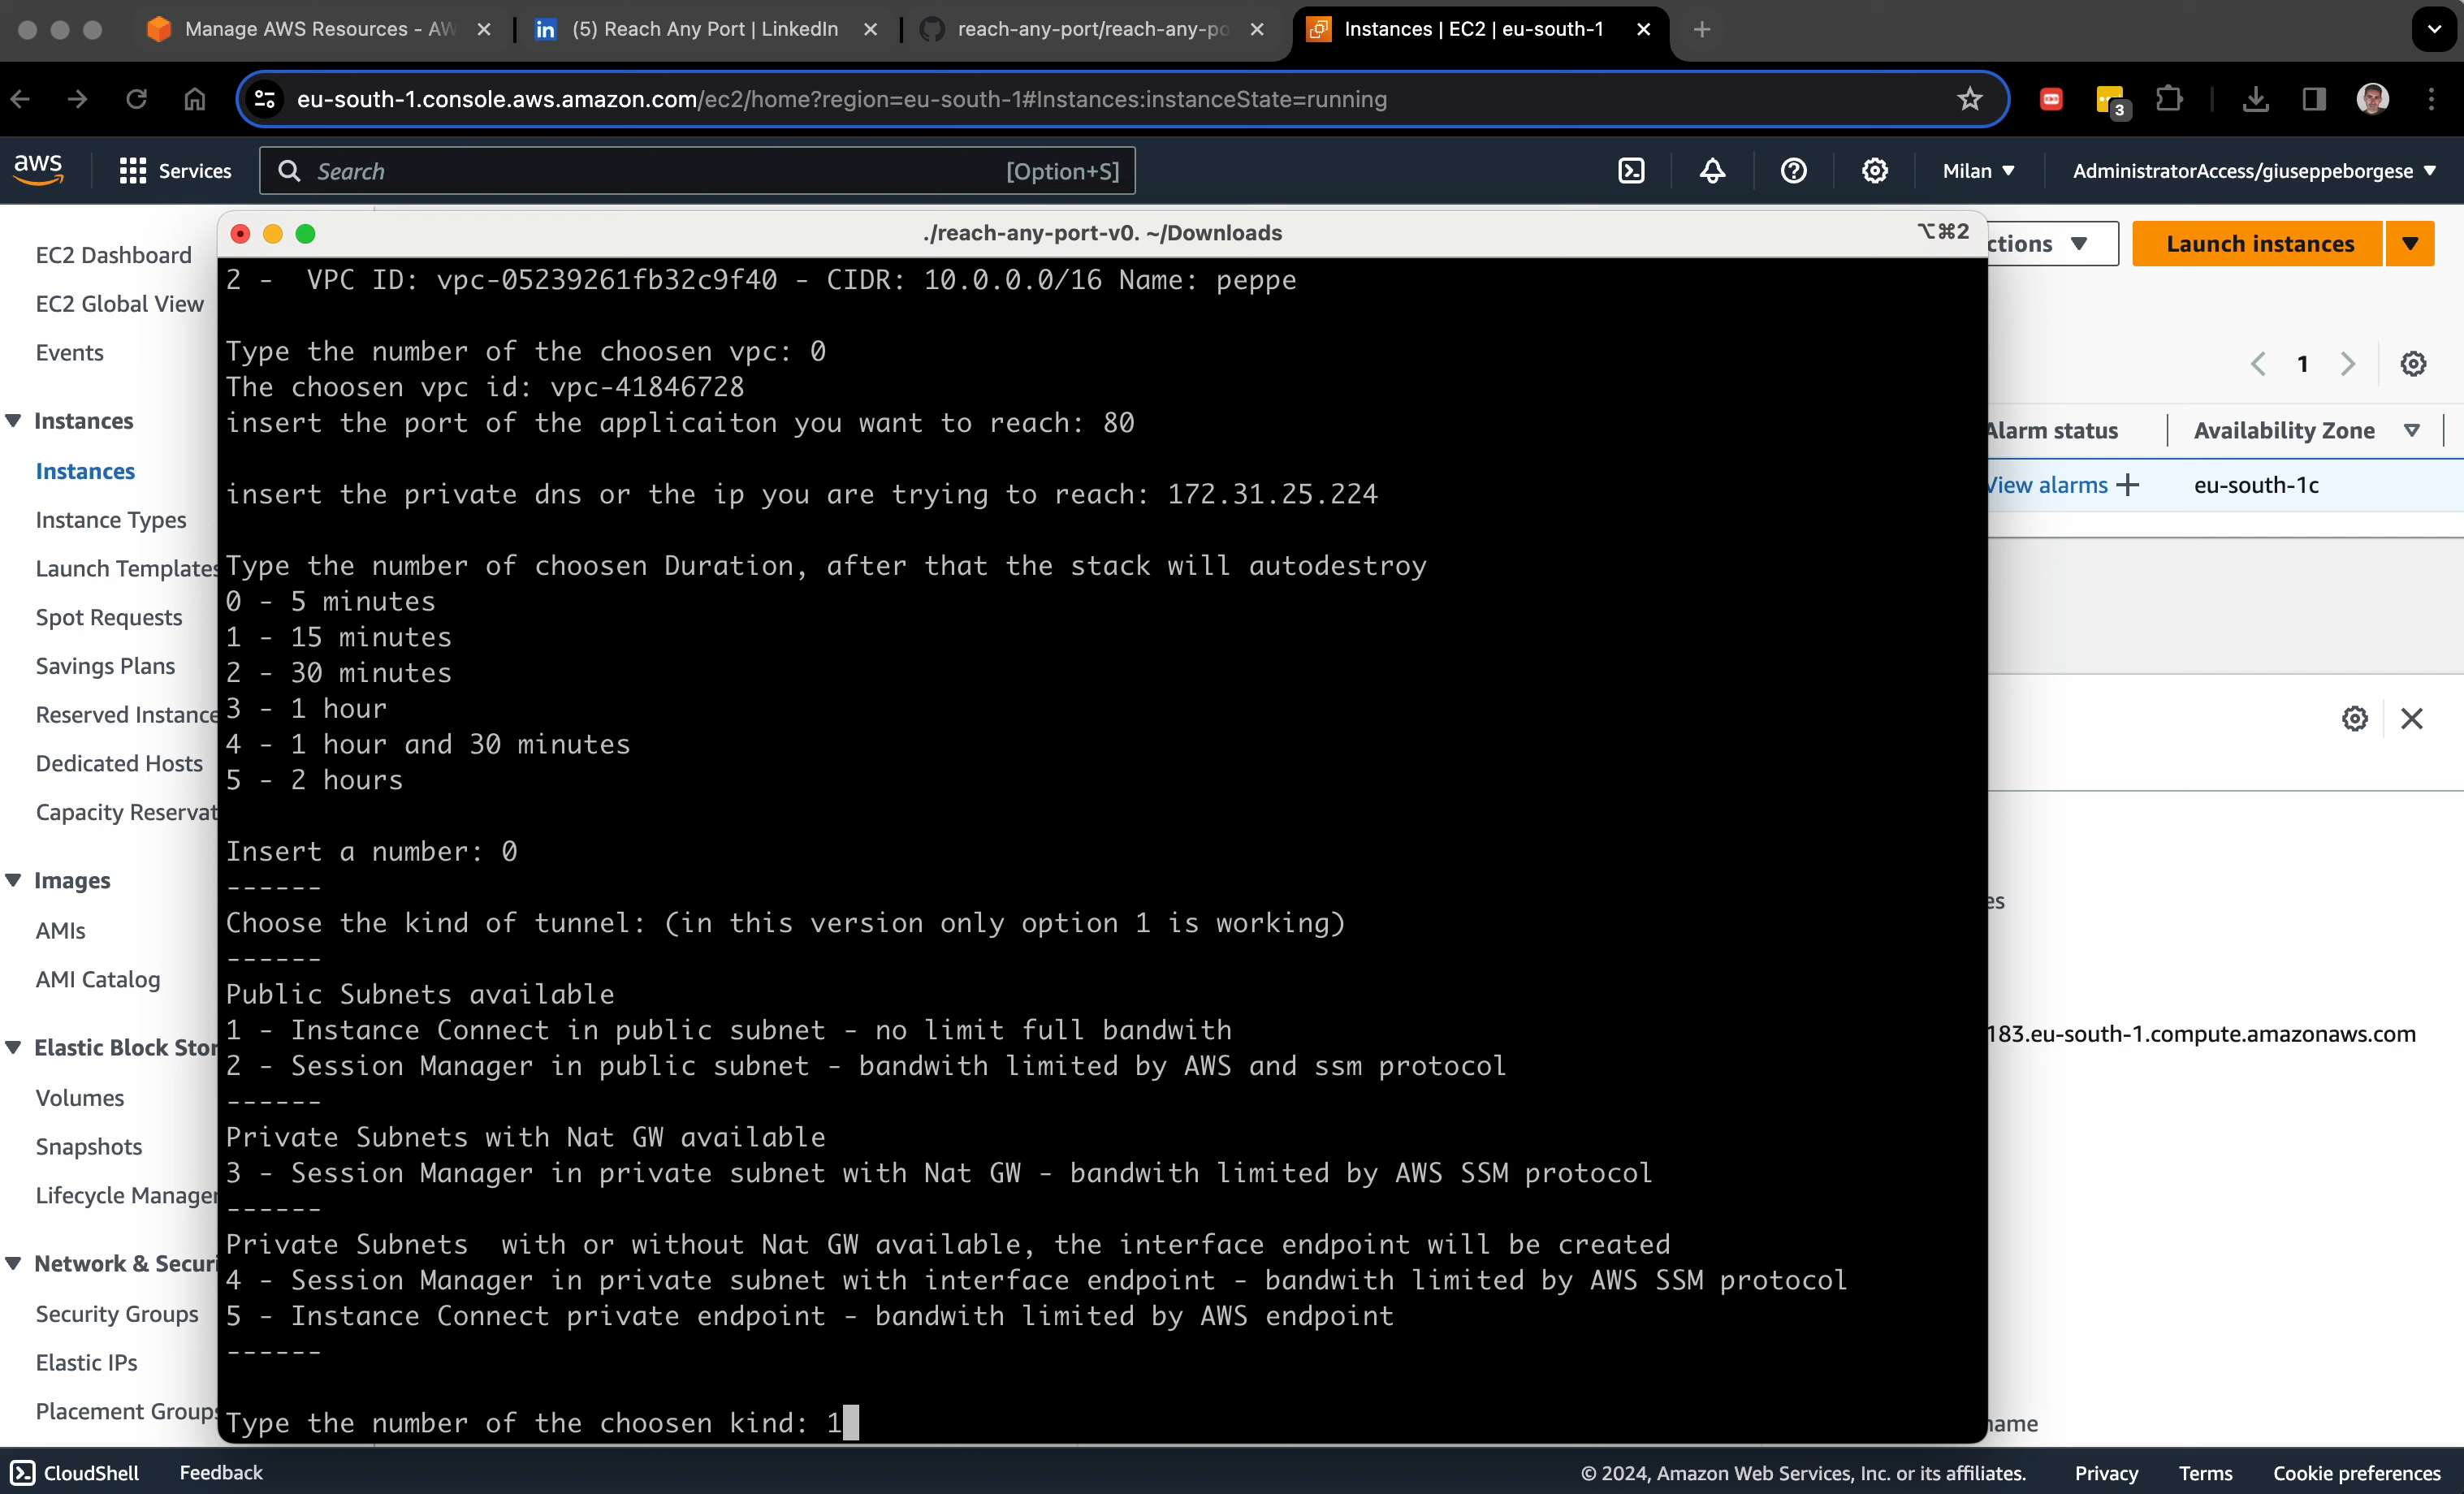 Manage AWS Resources - AW
(5) Reach Any Port | LinkedIn
reach-any-port/reach-any-po
Instances | EC2 | eu-south-1
eu-south-1.console.aws.amazon.com/ec2/home?region=eu-south-1#Instances:instanceState=running
3
aws
Services
Search
[Option+S]
Milan
AdministratorAccess/giuseppeborgese
EC2 Dashboard
EC2 Global View
Events
Instances
Instances
Instance Types
Launch Templates
Spot Requests
Savings Plans
Reserved Instance
Dedicated Hosts
Capacity Reservat
Images
AMIs
AMI Catalog
Elastic Block Stor
Volumes
Snapshots
Lifecycle Manager
Network & Securi
Security Groups
Elastic IPs
Placement Groups
./reach-any-port-v0. ~/Downloads
⌥⌘2
2 -  VPC ID: vpc-05239261fb32c9f40 - CIDR: 10.0.0.0/16 Name: peppe
Type the number of the choosen vpc: 0
The choosen vpc id: vpc-41846728
insert the port of the applicaiton you want to reach: 80
insert the private dns or the ip you are trying to reach: 172.31.25.224
Type the number of choosen Duration, after that the stack will autodestroy
0 - 5 minutes
1 - 15 minutes
2 - 30 minutes
3 - 1 hour
4 - 1 hour and 30 minutes
5 - 2 hours
Insert a number: 0
------
Choose the kind of tunnel: (in this version only option 1 is working)
------
Public Subnets available
1 - Instance Connect in public subnet - no limit full bandwith
2 - Session Manager in public subnet - bandwith limited by AWS and ssm protocol
------
Private Subnets with Nat GW available
3 - Session Manager in private subnet with Nat GW - bandwith limited by AWS SSM protocol
------
Private Subnets  with or without Nat GW available, the interface endpoint will be created
4 - Session Manager in private subnet with interface endpoint - bandwith limited by AWS SSM protocol
5 - Instance Connect private endpoint - bandwith limited by AWS endpoint
------
Type the number of the choosen kind: 1
ctions
Launch instances
1
Alarm status
Availability Zone
View alarms
eu-south-1c
es
183.eu-south-1.compute.amazonaws.com
name
CloudShell
Feedback
© 2024, Amazon Web Services, Inc. or its affiliates.
Privacy
Terms
Cookie preferences